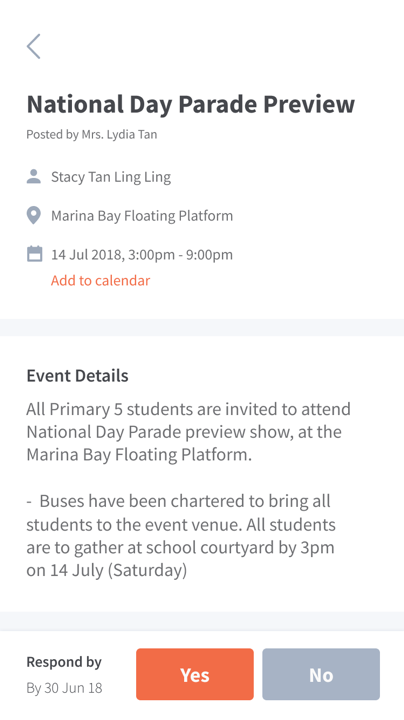 National Day Parade Preview
Posted by Mrs. Lydia Tan
Stacy Tan Ling Ling
Marina Bay Floating Platform
14 Jul 2018, 3:00pm - 9:00pm
Add to calendar
Event Details
All Primary 5 students are invited to attend
National Day Parade preview show, at the
Marina Bay Floating Platform.
- Buses have been chartered to bring all
students to the event venue. All students
are to gather at school courtyard by 3pm
on 14 July (Saturday)
Respond by
By 30 Jun 18
Yes
No